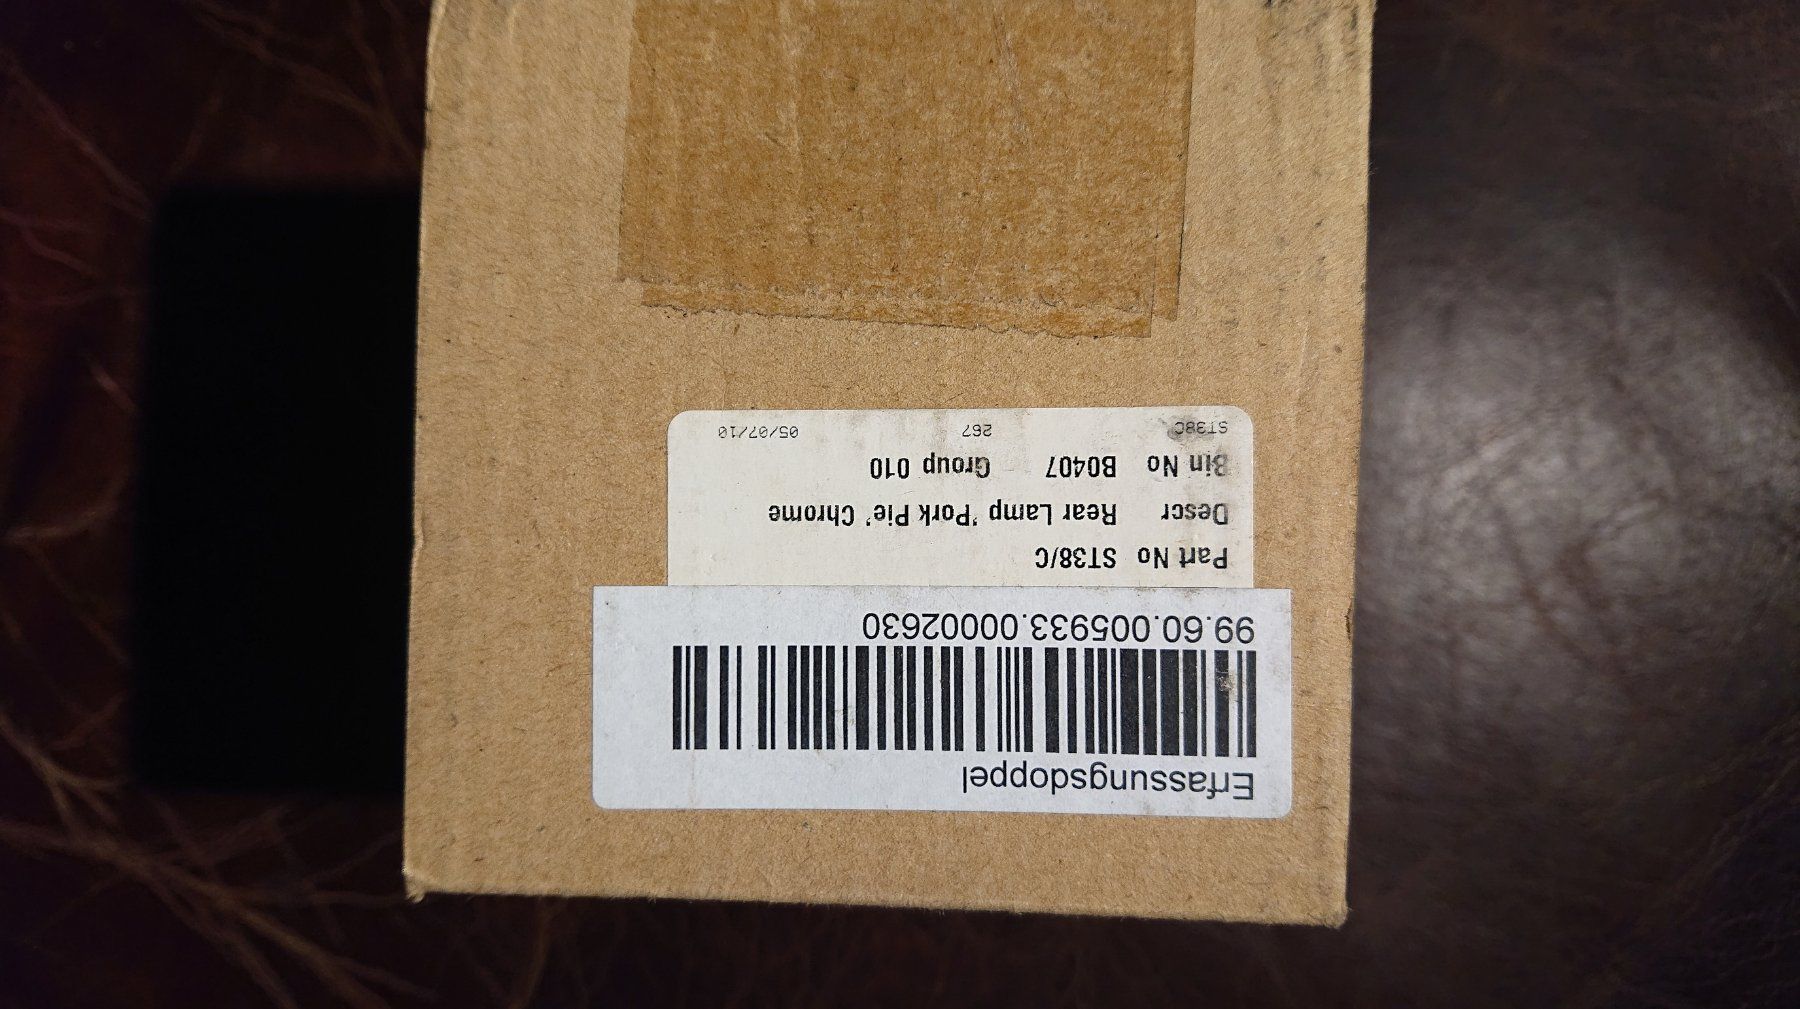 Erfassungsdoppel
99.60.005933.00002630
Part No ST38/C
Descr Rear Lamp 'Pork Pie' Chrome
Bin No B0407 Group 010
ST38C 267 05/07/10